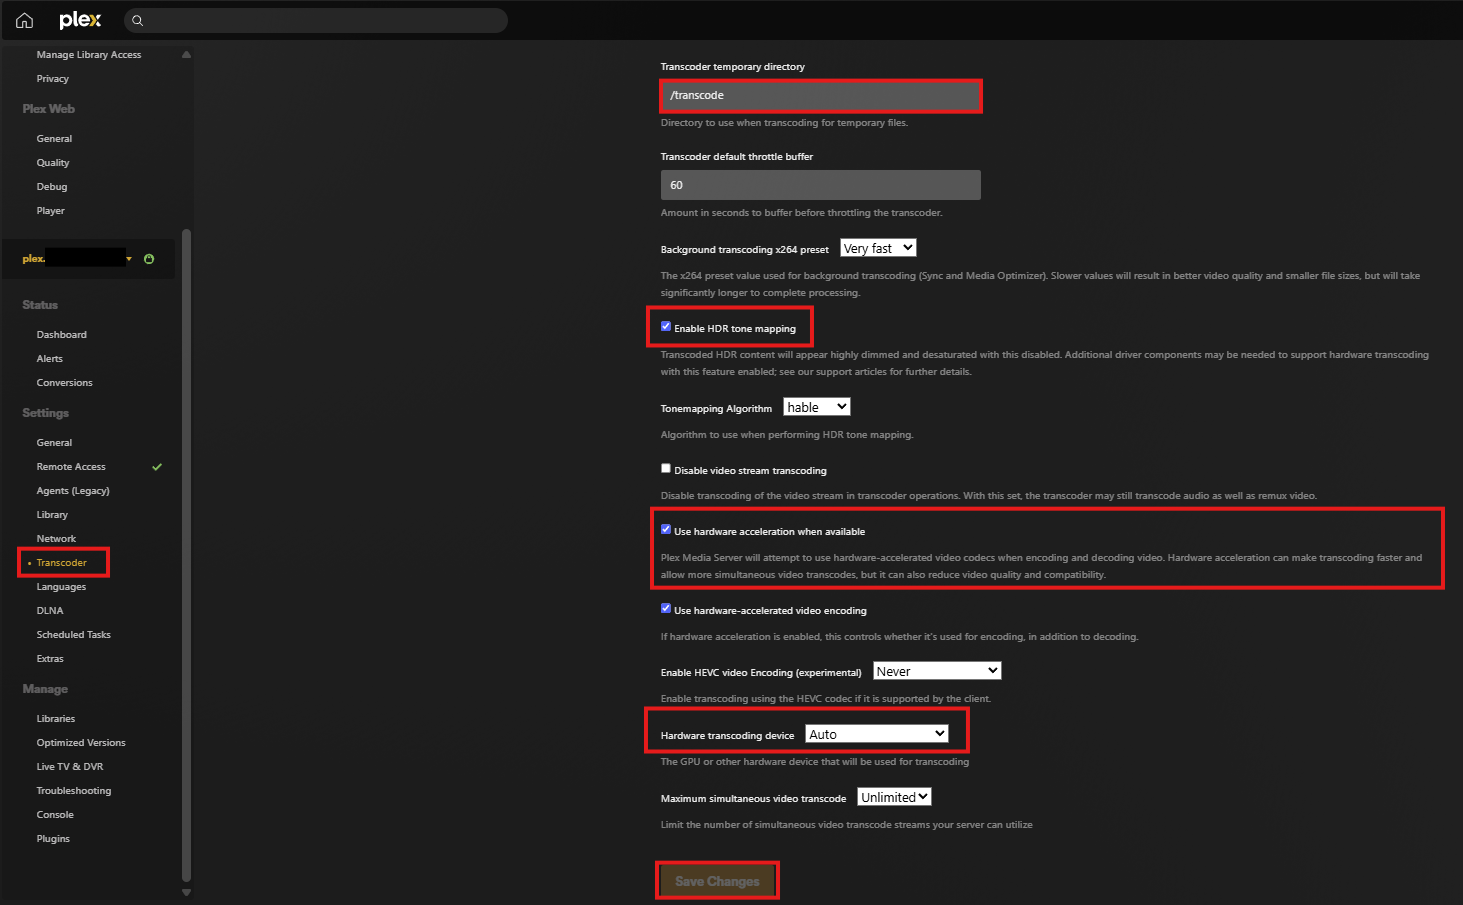 plex
Manage Library Access
Privacy
Plex Web
General
Quality
Debug
Player
plex.
Status
Dashboard
Alerts
Conversions
Settings
General
Remote Access
Agents (Legacy)
Library
Network
Transcoder
Languages
DLNA
Scheduled Tasks
Extras
Manage
Libraries
Optimized Versions
Live TV & DVR
Troubleshooting
Console
Plugins
Transcoder temporary directory
/transcode
Directory to use when transcoding for temporary files.
Transcoder default throttle buffer
60
Amount in seconds to buffer before throttling the transcoder.
Background transcoding x264 preset Very fast
The x264 preset value used for background transcoding (Sync and Media Optimizer). Slower values will result in better video quality and smaller file sizes, but will take
significantly longer to complete processing.
Enable HDR tone mapping
Transcoded HDR content will appear highly dimmed and desaturated with this disabled. Additional driver components may be needed to support hardware transcoding
with this feature enabled; see our support articles for further details.
Tonemapping Algorithm hable
Algorithm to use when performing HDR tone mapping.
Disable video stream transcoding
Disable transcoding of the video stream in transcoder operations. With this set, the transcoder may still transcode audio as well as remux video.
Use hardware acceleration when available
Plex Media Server will attempt to use hardware-accelerated video codecs when encoding and decoding video. Hardware acceleration can make transcoding faster and
allow more simultaneous video transcodes, but it can also reduce video quality and compatibility.
Use hardware-accelerated video encoding
If hardware acceleration is enabled, this controls whether it's used for encoding, in addition to decoding.
Enable HEVC video Encoding (experimental) Never
Enable transcoding using the HEVC codec if it is supported by the client.
Hardware transcoding device Auto
The GPU or other hardware device that will be used for transcoding
Maximum simultaneous video transcode Unlimited
Limit the number of simultaneous video transcode streams your server can utilize
Save Changes